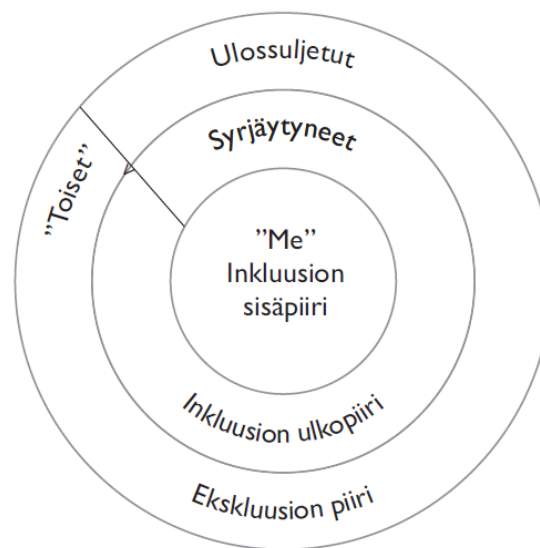 Ulossuljetut
Syrjäytyneet
”Toiset”
”Me”
Inkluusion
sisäpiiri
Inkluusion ulkopiiri
Ekskluusion piiri